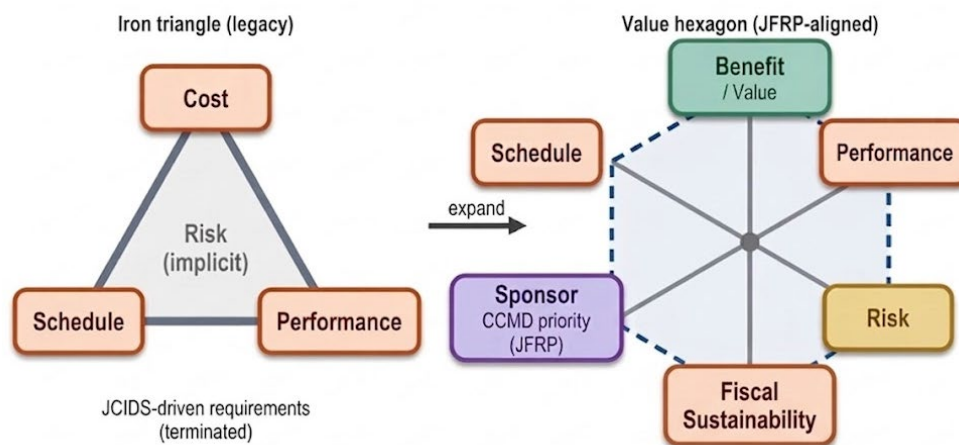 Iron triangle (legacy)
Cost
Risk
(implicit)
Schedule
Performance
JCIDS-driven requirements
(terminated)
expand
Value hexagon (JFRP-aligned)
Benefit
/ Value
Schedule
Performance
Sponsor
CCMD priority
(JFRP)
Risk
Fiscal
Sustainability